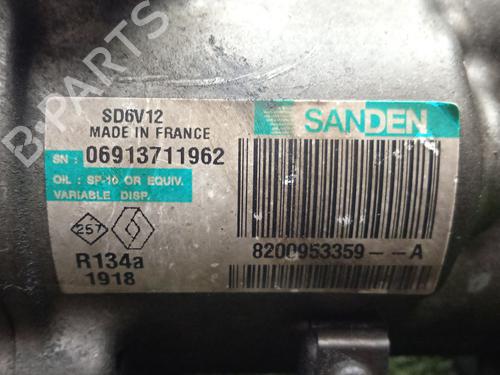 B-PARTS
SD6V12
MADE IN FRANCE
SN : 06913711962
OIL : SP-10 OR EQUIV.
VARIABLE DISP.
257
R134a
1918
SANDEN
8200953359--A